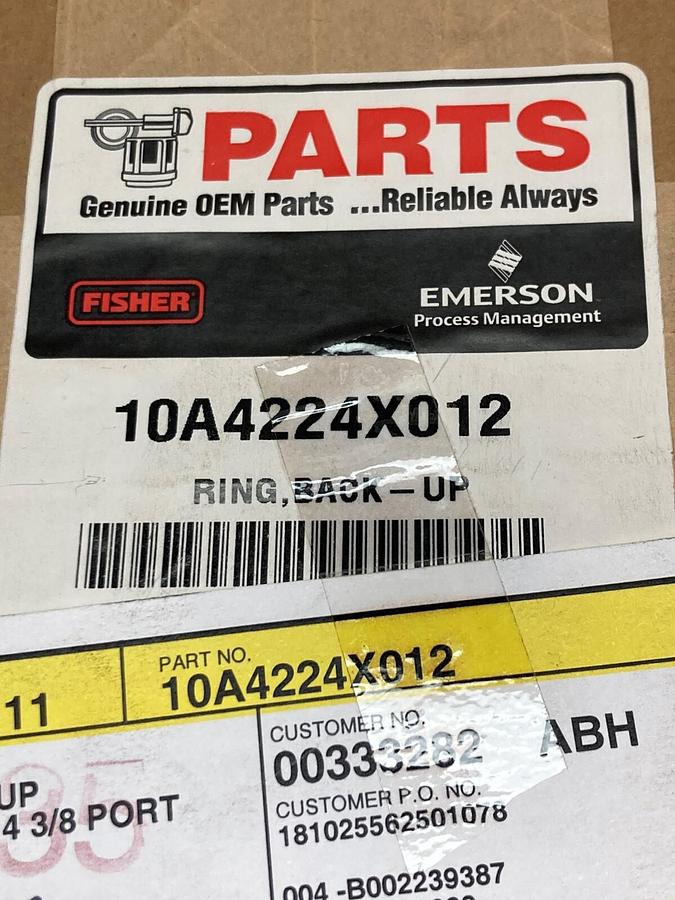 PARTS
Genuine OEM Parts ...Reliable Always
FISHER
EMERSON
Process Management
10A4224X012
RING,BACK-UP
PART NO.
11
10A4224X012
CUSTOMER NO.
00333282 ABH
UP
4 3/8 PORT
85
CUSTOMER P.O. NO.
181025562501078
004 -B002239387